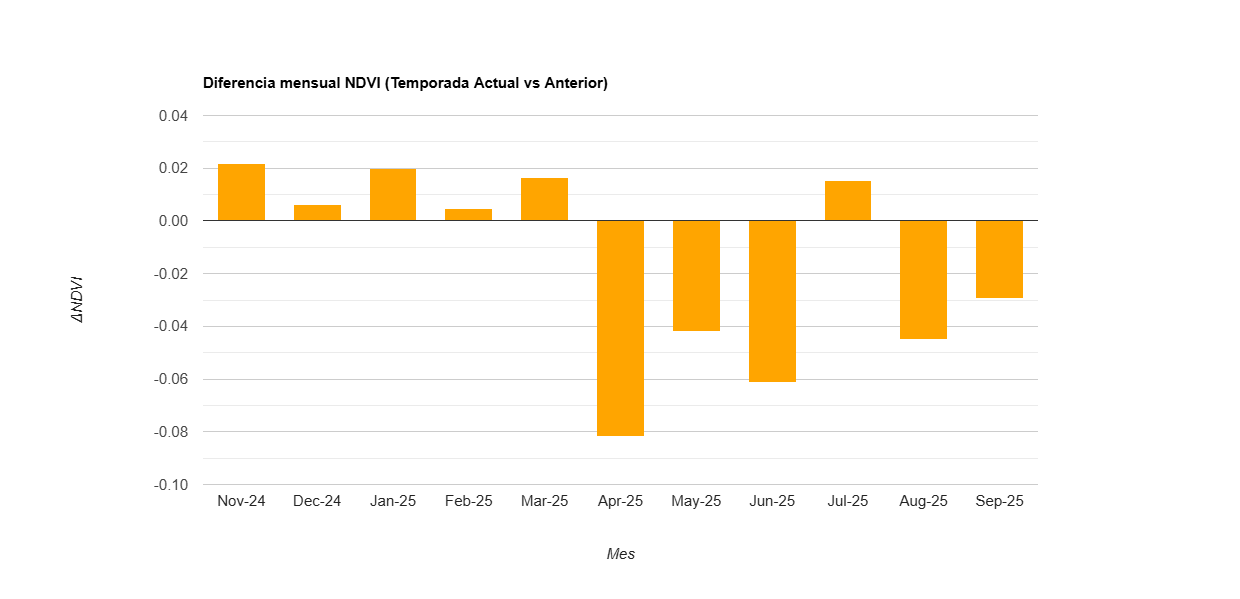 Diferencia mensual NDVI (Temporada Actual vs Anterior)
0.04
0.02
0.00
-0.02
-0.04
-0.06
-0.08
-0.10
ΔNDVI
Nov-24 Dec-24 Jan-25 Feb-25 Mar-25 Apr-25 May-25 Jun-25 Jul-25 Aug-25 Sep-25
Mes